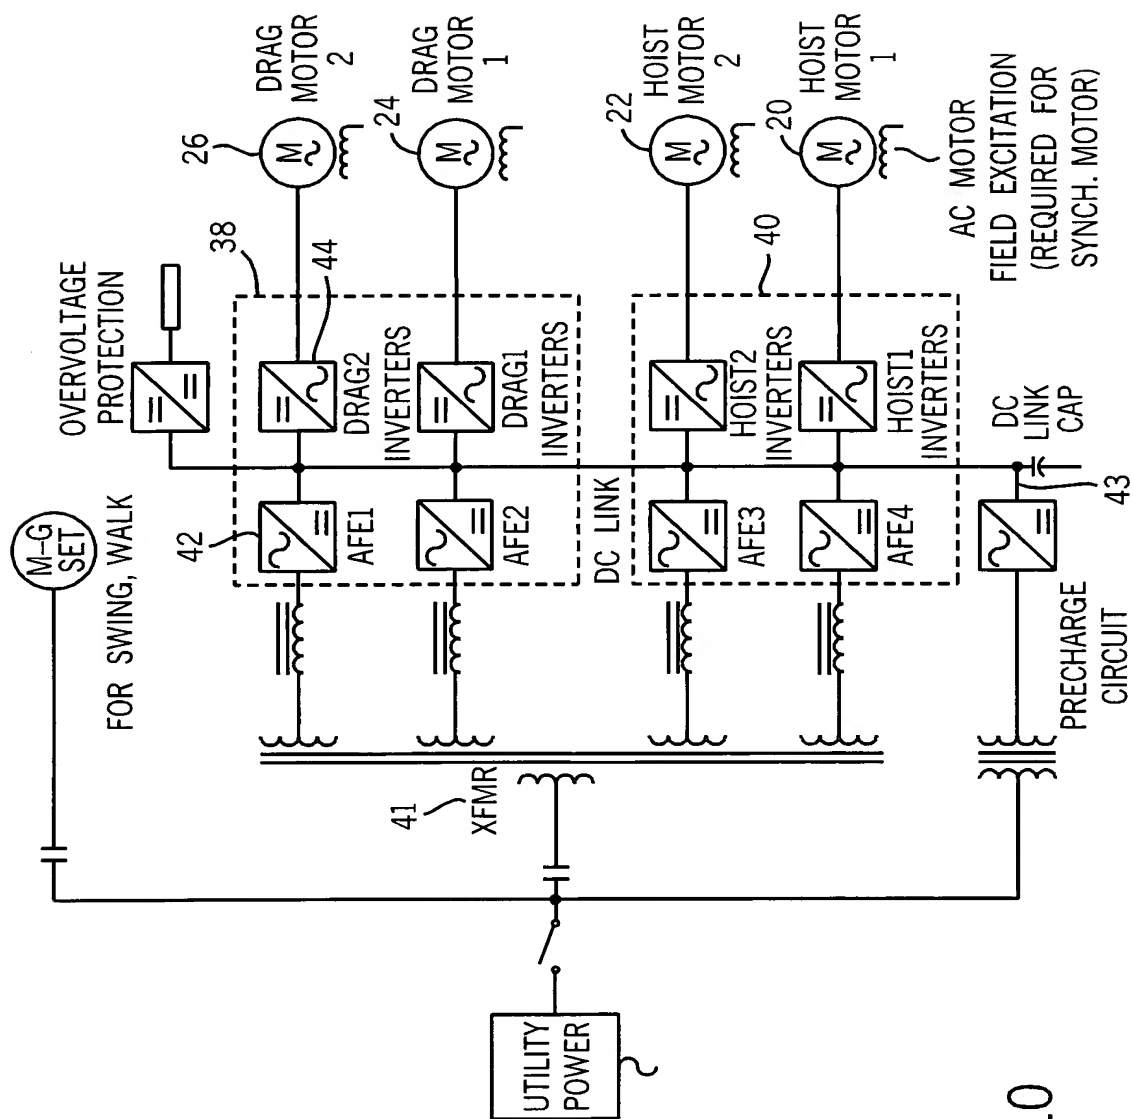 M-G
SET
FOR SWING, WALK
OVERVOLTAGE
PROTECTION
DRAG
MOTOR
2
DRAG
MOTOR
1
HOIST
MOTOR
2
HOIST
MOTOR
1
26
24
22
20
M
M
M
M
38
44
40
42
DRAG2
INVERTERS
DRAG1
INVERTERS
HOIST2
INVERTERS
HOIST1
INVERTERS
AFE1
AFE2
AFE3
AFE4
DC LINK
DC
LINK
CAP
43
AC MOTOR
FIELD EXCITATION
(REQUIRED FOR
SYNCH. MOTOR)
PRECHARGE
CIRCUIT
41
XFMR
UTILITY
POWER